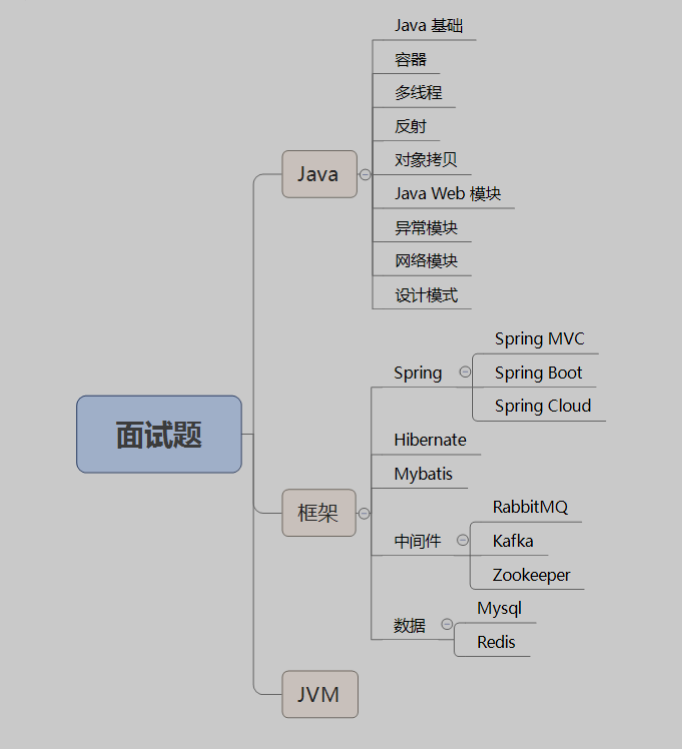 面试题
Java
Java 基础
容器
多线程
反射
对象拷贝
Java Web 模块
异常模块
网络模块
设计模式
框架
Spring
Spring MVC
Spring Boot
Spring Cloud
Hibernate
Mybatis
中间件
RabbitMQ
Kafka
Zookeeper
数据
Mysql
Redis
JVM